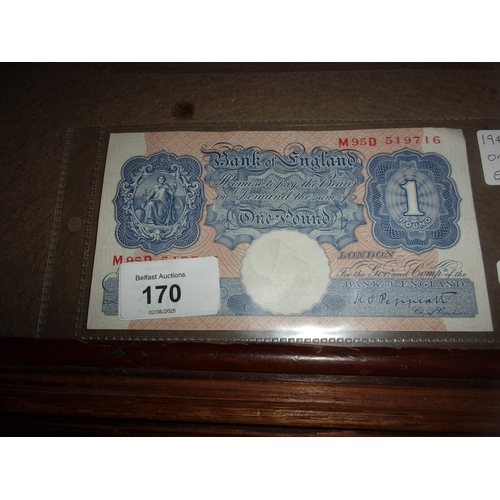 M95D 519716
Bank of England
Promise to pay the Bearer
on Demand the sum of
One Pound
1
POUND
M95D
LONDON
For the Gov.r and Comp.a of the
BANK OF ENGLAND
K O Peppiatt
Belfast Auctions
170
02/06/2025
194